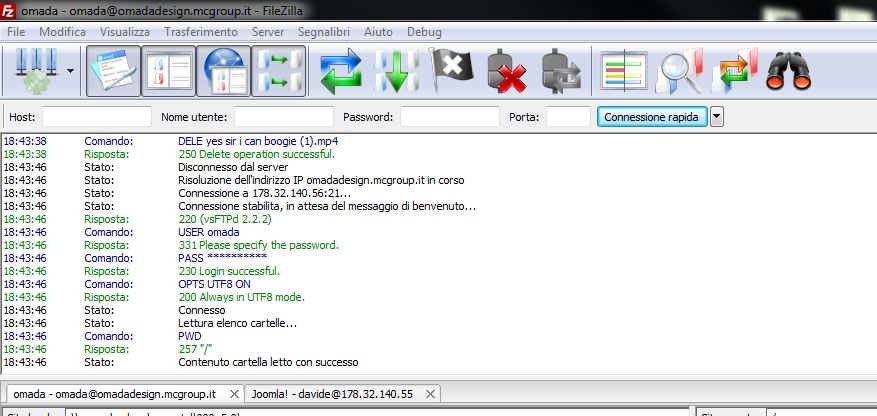 omada - omada@omadadesign.mcgroup.it - FileZilla
File Modifica Visualizza Trasferimento Server Segnalibri Aiuto Debug
Host: Nome utente: Password: Porta: Connessione rapida
18:43:38 Comando: DELE yes sir i can boogie (1).mp4
18:43:38 Risposta: 250 Delete operation successful.
18:43:46 Stato: Disconnesso dal server
18:43:46 Stato: Risoluzione dell'indirizzo IP omadadesign.mcgroup.it in corso
18:43:46 Stato: Connessione a 178.32.140.56:21...
18:43:46 Stato: Connessione stabilita, in attesa del messaggio di benvenuto...
18:43:46 Risposta: 220 (vsFTPd 2.2.2)
18:43:46 Comando: USER omada
18:43:46 Risposta: 331 Please specify the password.
18:43:46 Comando: PASS **********
18:43:46 Risposta: 230 Login successful.
18:43:46 Comando: OPTS UTF8 ON
18:43:46 Risposta: 200 Always in UTF8 mode.
18:43:46 Stato: Connesso
18:43:46 Stato: Lettura elenco cartelle...
18:43:46 Comando: PWD
18:43:46 Risposta: 257 "/"
18:43:46 Stato: Contenuto cartella letto con successo
omada - omada@omadadesign.mcgroup.it Joomla! - davide@178.32.140.55